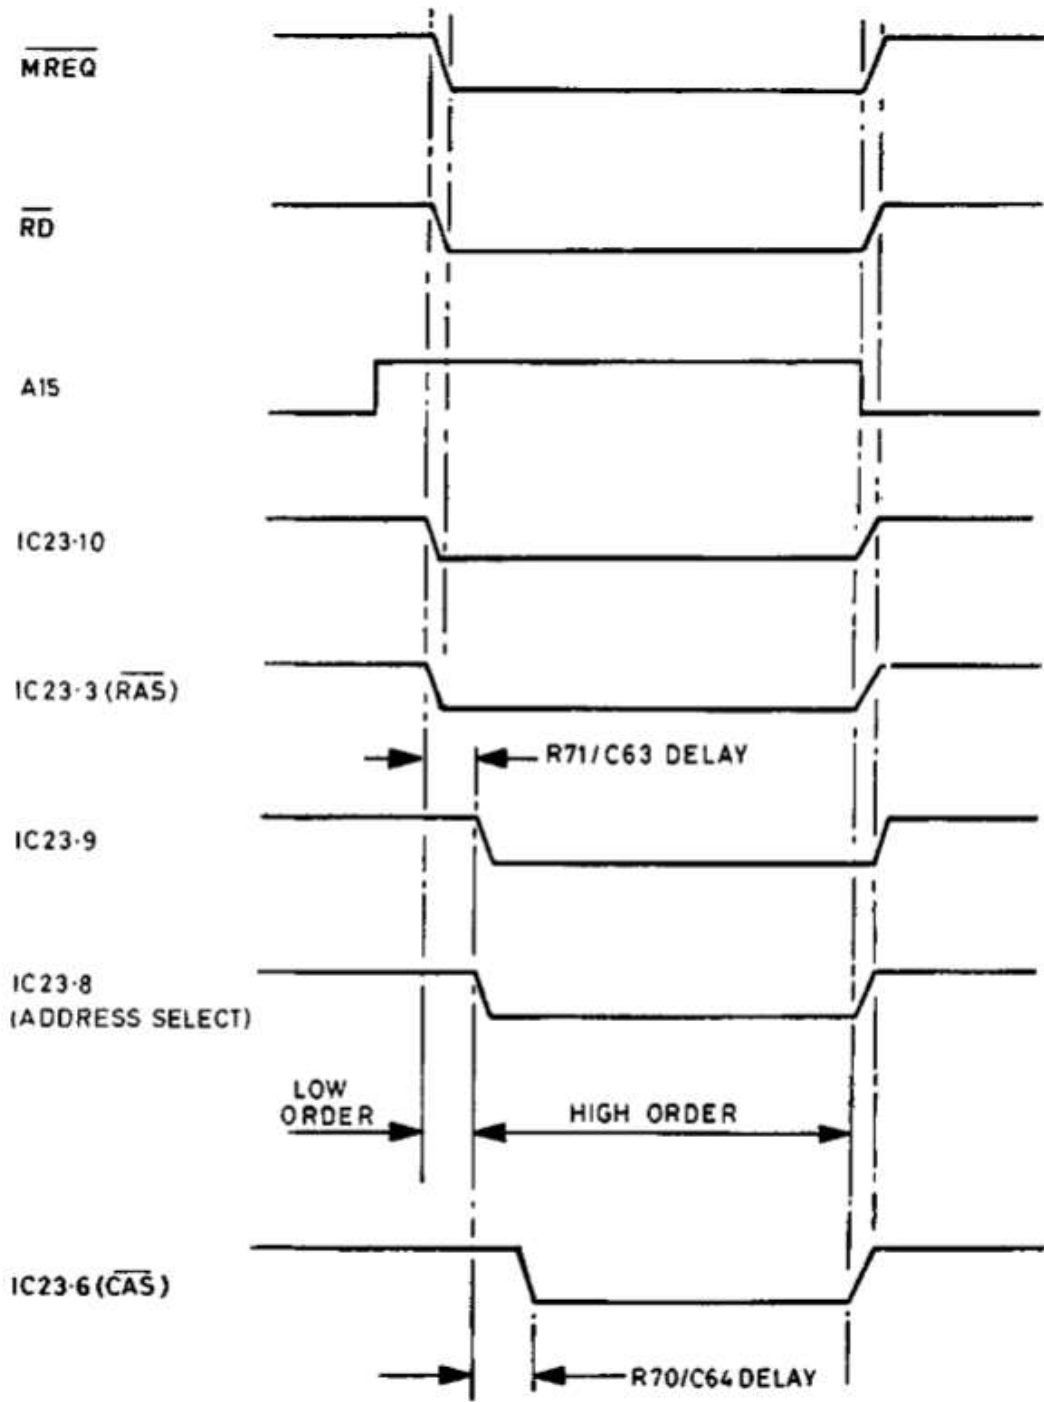 MREQ
RD
A15
IC23·10
IC23·3 (RAS)
R71/C63 DELAY
IC23·9
IC23·8
(ADDRESS SELECT)
LOW
ORDER
HIGH ORDER
IC23·6 (CAS)
R70/C64 DELAY